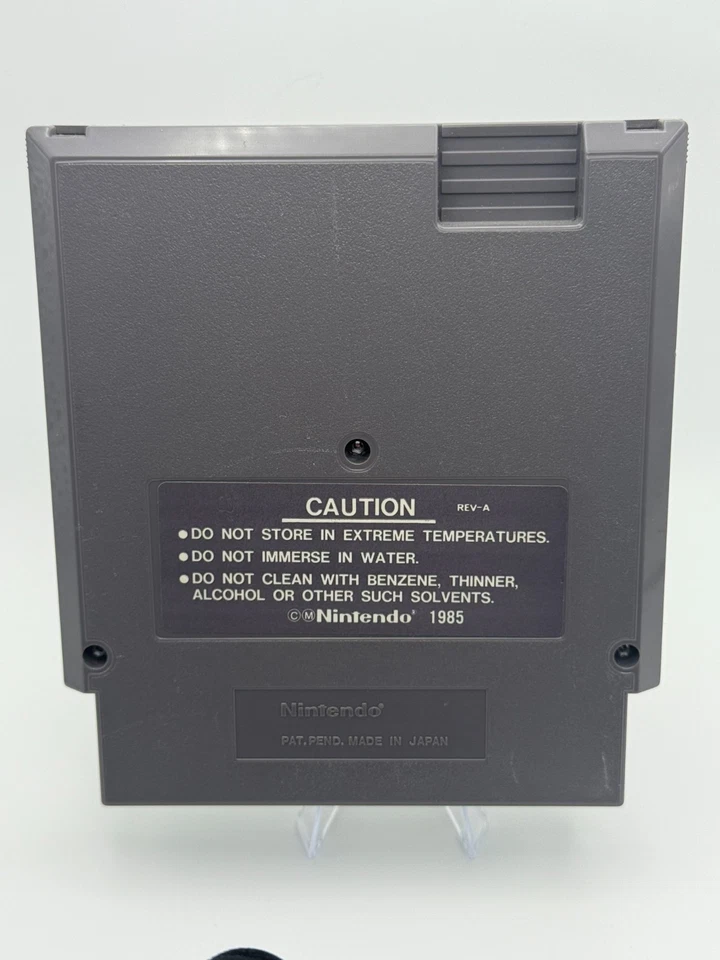 CAUTION REV-A
●DO NOT STORE IN EXTREME TEMPERATURES.
●DO NOT IMMERSE IN WATER.
●DO NOT CLEAN WITH BENZENE, THINNER,
ALCOHOL OR OTHER SUCH SOLVENTS.
©ⓂNintendo® 1985
Nintendo®
PAT. PEND. MADE IN JAPAN